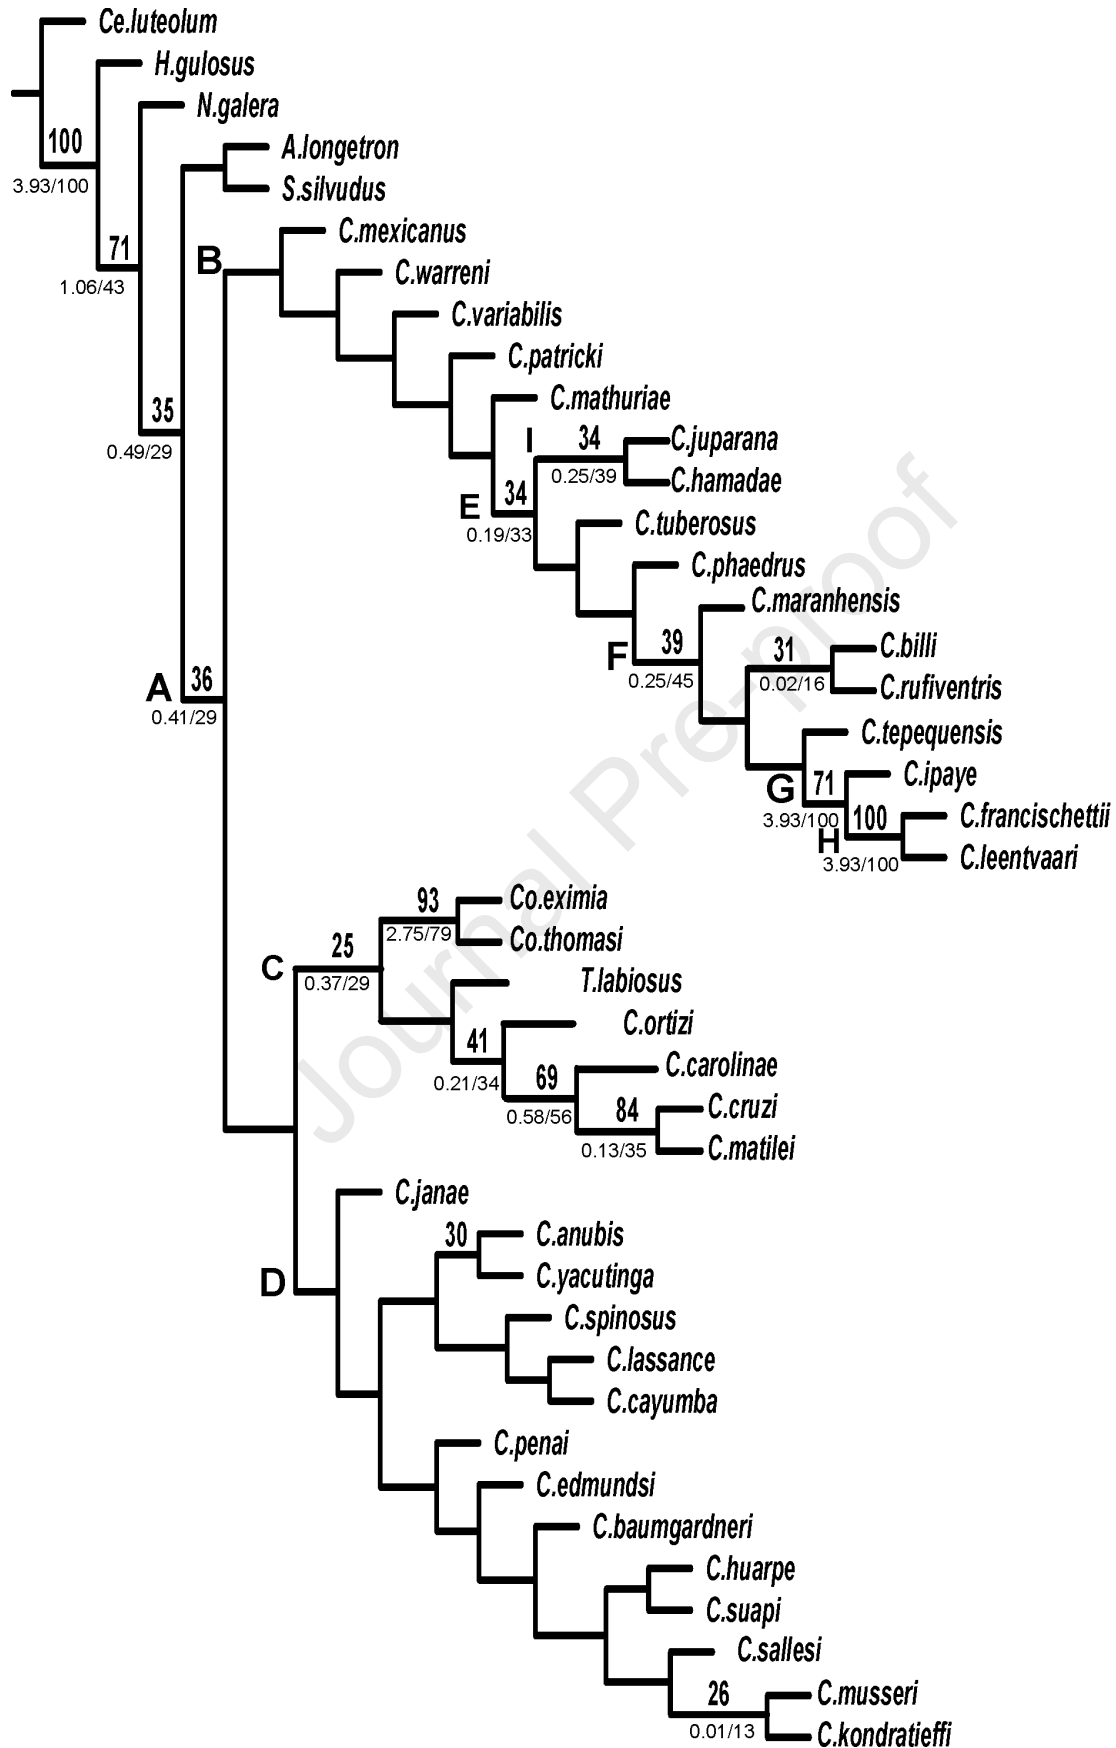 Ce.luteolum
H.gulosus
N.galera
100
A.longetron
3.93/100
S.silvudus
C.mexicanus
71
B
C.warreni
1.06/43
C.variabilis
C.patricki
C.mathuriae
35
I
34
C.juparana
0.49/29
0.25/39
C.hamadae
E
34
0.19/33
C.tuberosus
C.phaedrus
C.maranhensis
F
39
31
C.billi
0.25/45
0.02/16
C.rufiventris
A
36
0.41/29
C.tepequensis
C.ipaye
G
71
3.93/100
100
C.francischettii
H
3.93/100
C.leentvaari
93
Co.eximia
2.75/79
Co.thomasi
C
25
0.37/29
T.labiosus
C.ortizi
41
0.21/34
69
C.carolinae
0.58/56
84
C.cruzi
0.13/35
C.matilei
C.janae
30
C.anubis
D
C.yacutinga
C.spinosus
C.lassance
C.cayumba
C.penai
C.edmundsi
C.baumgardneri
C.huarpe
C.suapi
C.sallesi
26
C.musseri
0.01/13
C.kondratieffi
Journal Pre-proof